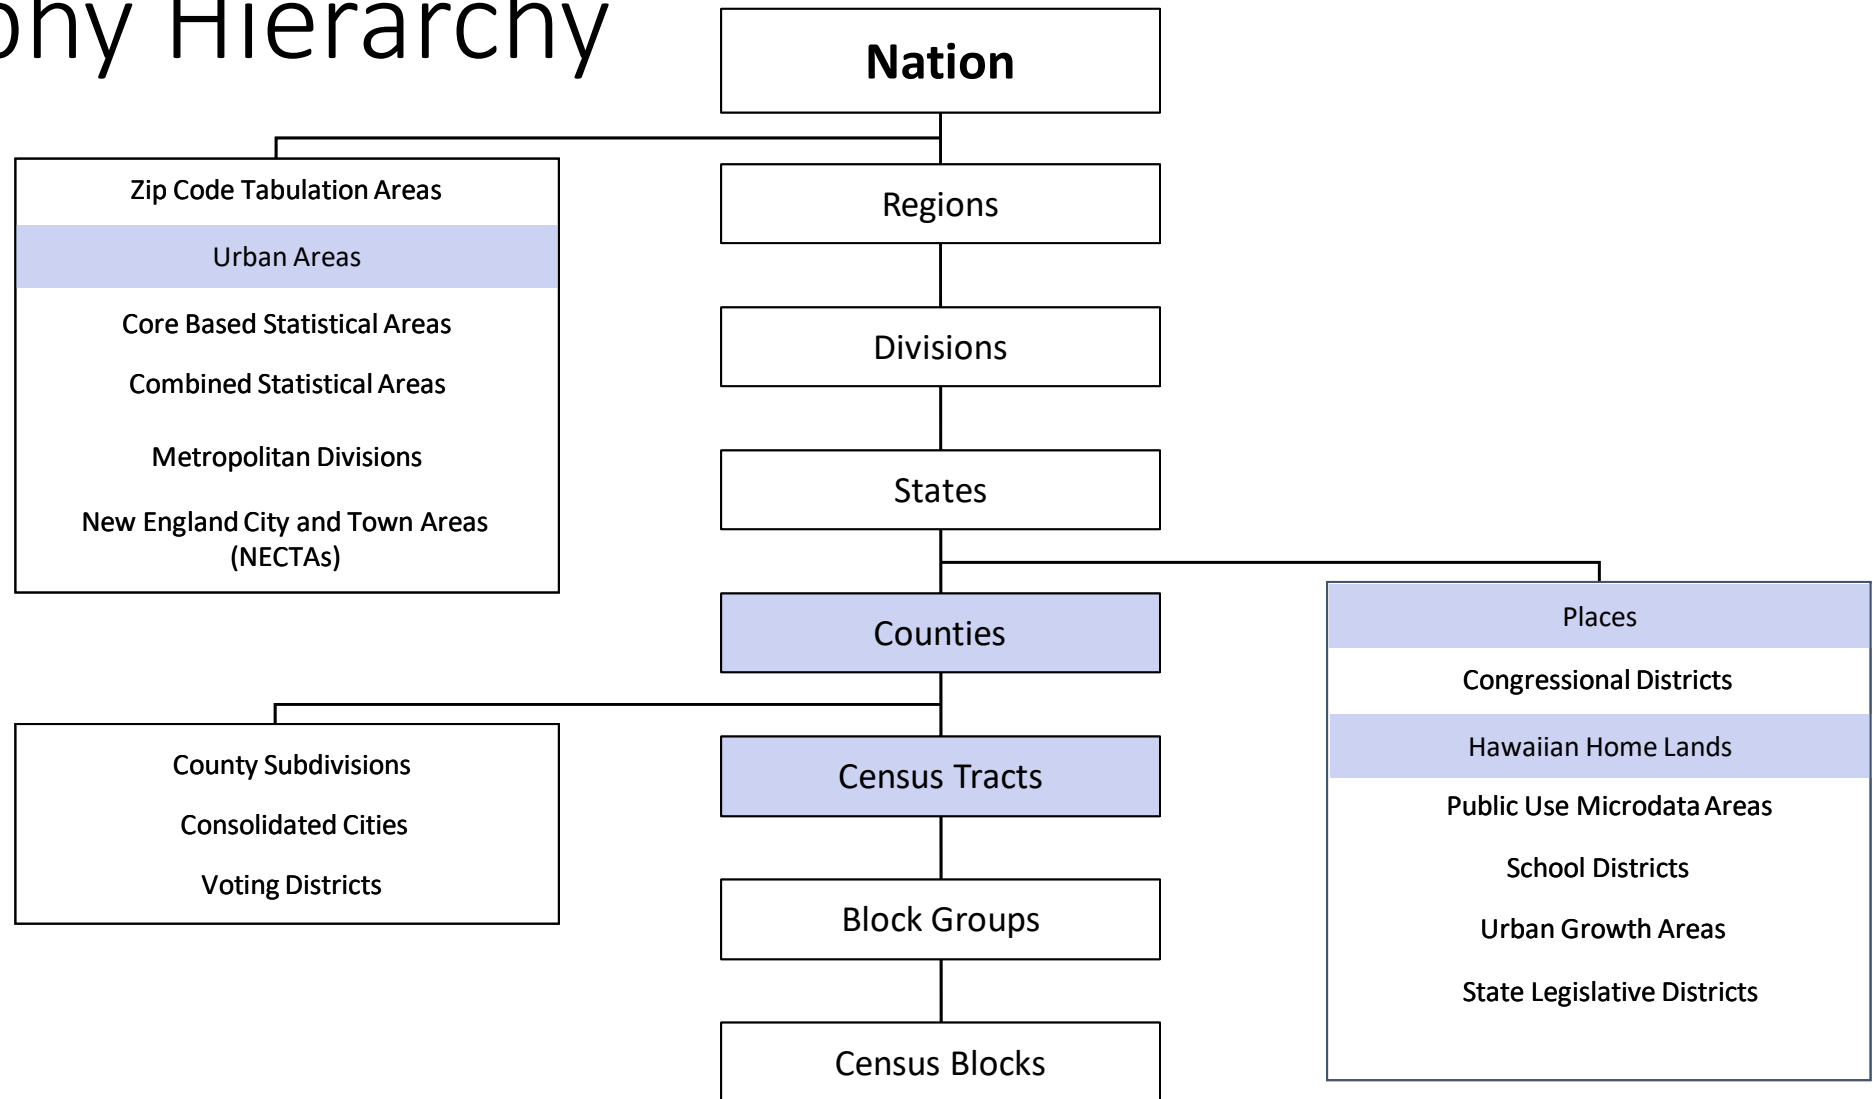 Hierarchy
Nation
Zip Code Tabulation Areas
Urban Areas
Core Based Statistical Areas
Combined Statistical Areas
Metropolitan Divisions
New England City and Town Areas
(NECTAs)
Regions
Divisions
States
Counties
Places
Congressional Districts
Hawaiian Home Lands
Public Use Microdata Areas
School Districts
Urban Growth Areas
State Legislative Districts
County Subdivisions
Consolidated Cities
Voting Districts
Census Tracts
Block Groups
Census Blocks